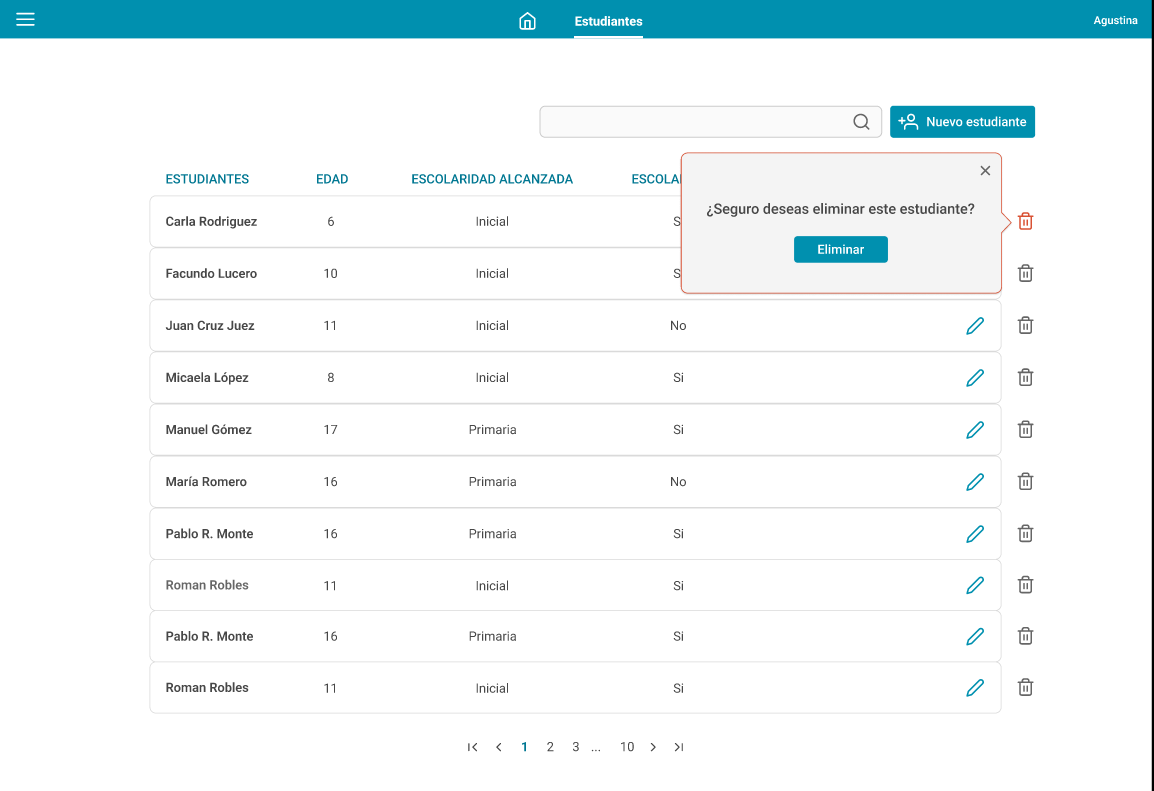 Estudiantes
Agustina
Nuevo estudiante
ESTUDIANTES EDAD ESCOLARIDAD ALCANZADA
¿Seguro deseas eliminar este estudiante?
Eliminar
Carla Rodriguez 6 Inicial
Facundo Lucero 10 Inicial
Juan Cruz Juez 11 Inicial No
Micaela López 8 Inicial Si
Manuel Gómez 17 Primaria Si
María Romero 16 Primaria No
Pablo R. Monte 16 Primaria Si
Roman Robles 11 Inicial Si
Pablo R. Monte 16 Primaria Si
Roman Robles 11 Inicial Si
1 2 3 ... 10